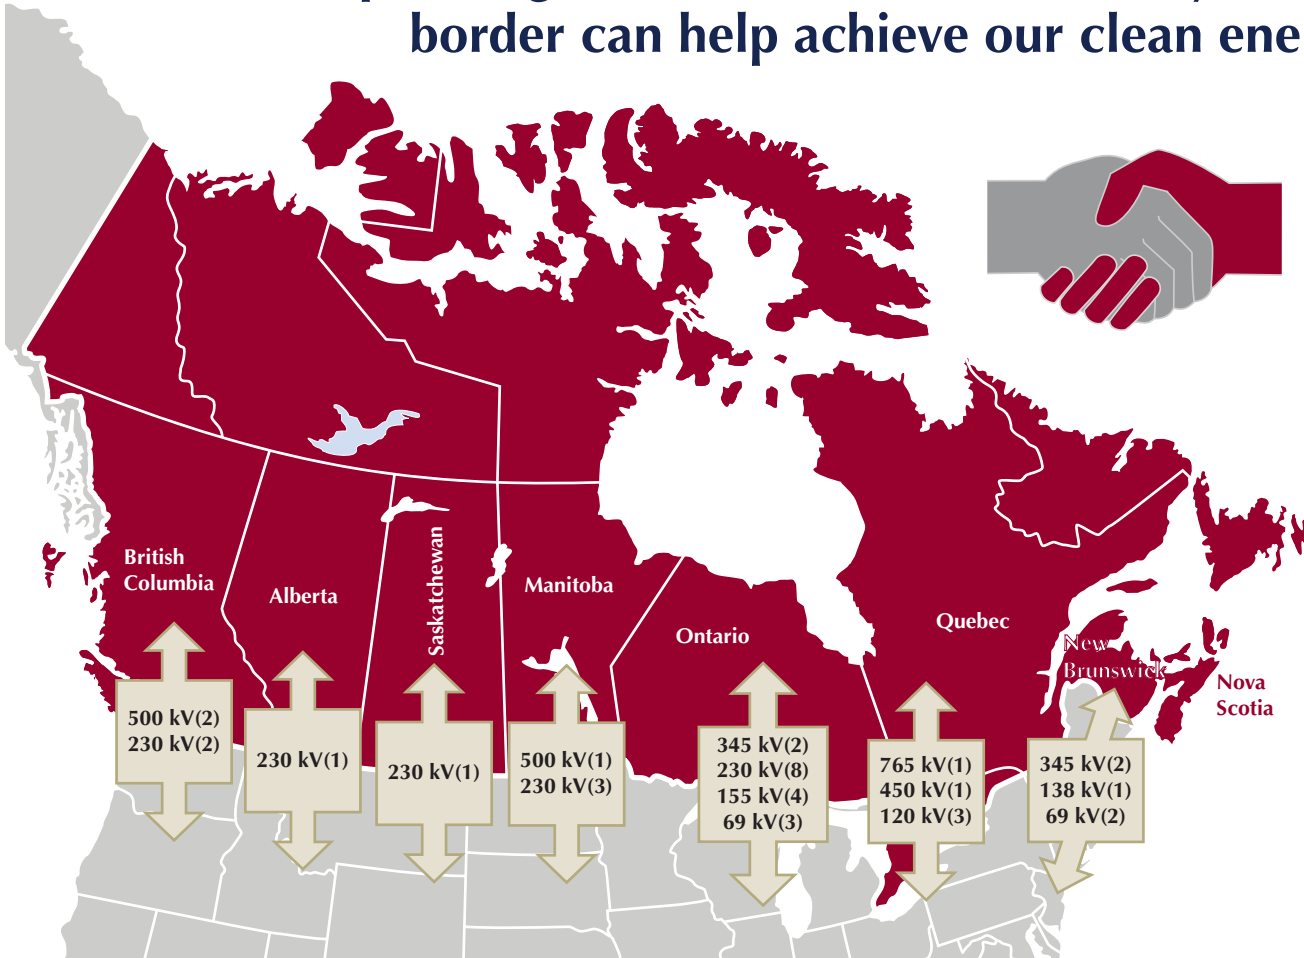 border can help achieve our clean ene
British
Columbia
Alberta
Saskatchewan
Manitoba
Ontario
Quebec
New
Brunswick
Nova
Scotia
500 kV(2)
230 kV(2)
230 kV(1)
230 kV(1)
500 kV(1)
230 kV(3)
345 kV(2)
230 kV(8)
155 kV(4)
69 kV(3)
765 kV(1)
450 kV(1)
120 kV(3)
345 kV(2)
138 kV(1)
69 kV(2)